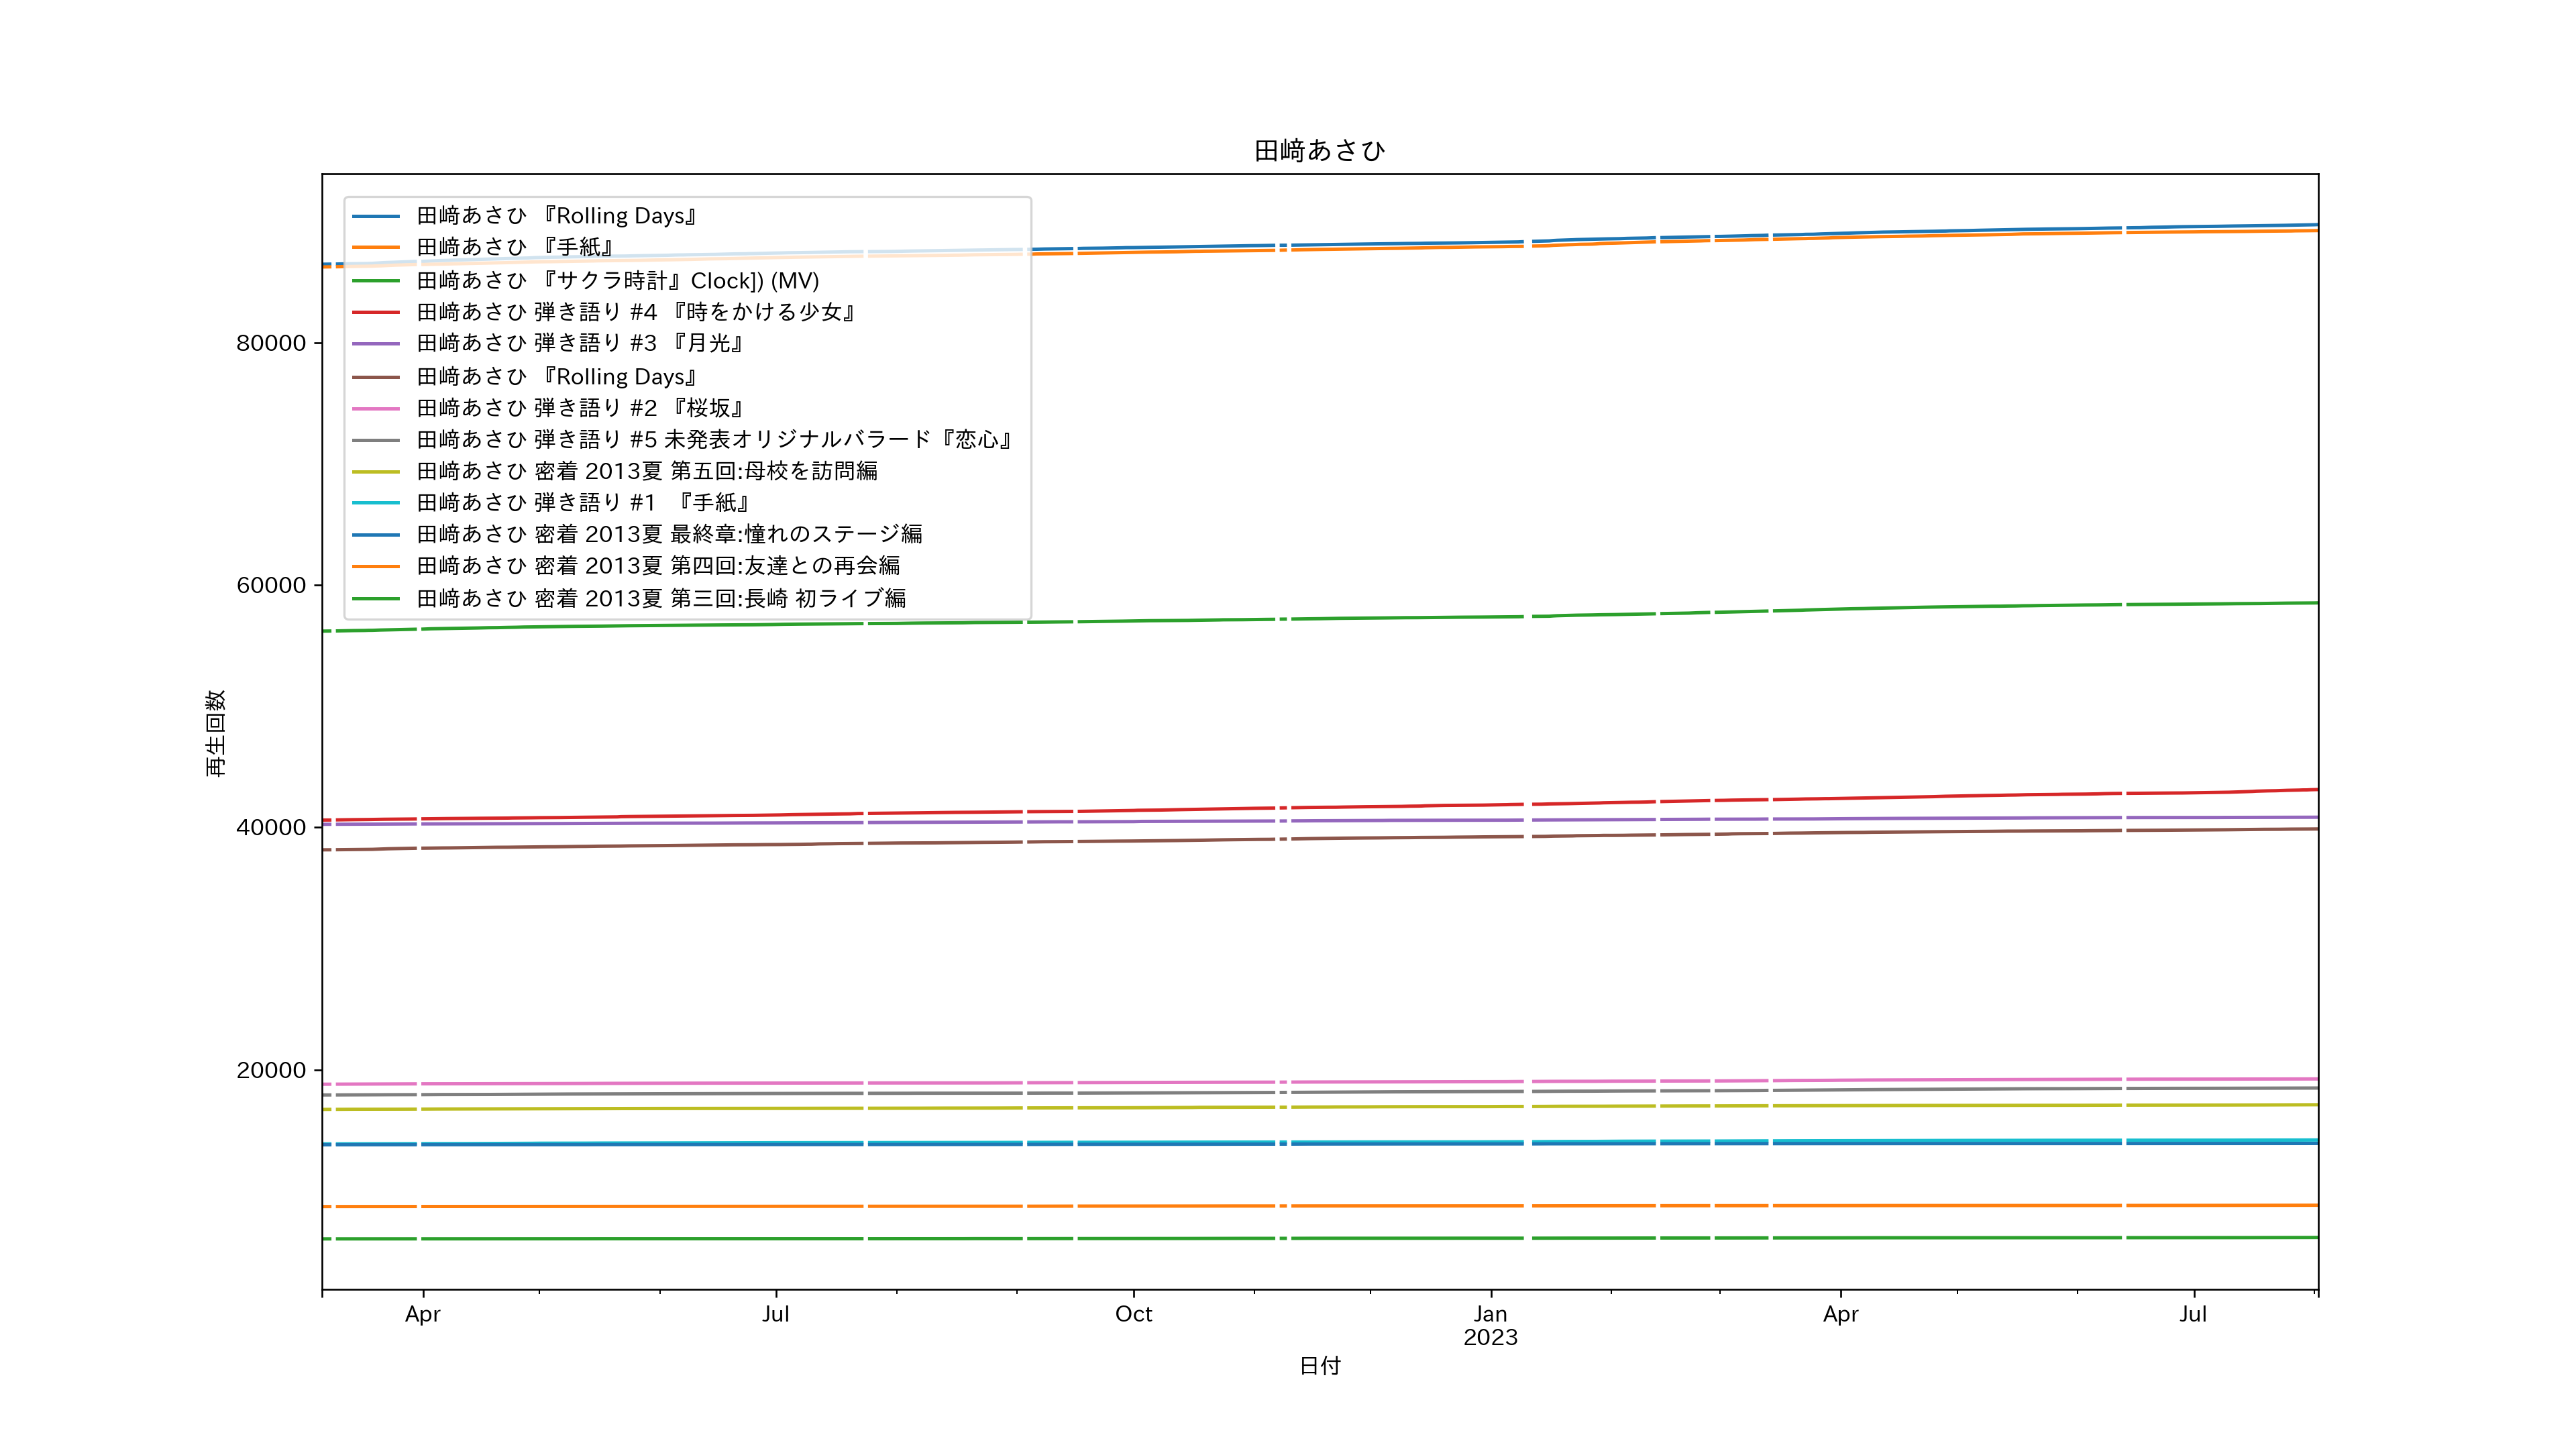 田﨑あさひ
田﨑あさひ 『Rolling Days』
田﨑あさひ 『手紙』
田﨑あさひ 『サクラ時計』Clock]) (MV)
田﨑あさひ 弾き語り #4 『時をかける少女』
田﨑あさひ 弾き語り #3 『月光』
田﨑あさひ 『Rolling Days』
田﨑あさひ 弾き語り #2 『桜坂』
田﨑あさひ 弾き語り #5 未発表オリジナルバラード『恋心』
田﨑あさひ 密着 2013夏 第五回:母校を訪問編
田﨑あさひ 弾き語り #1 『手紙』
田﨑あさひ 密着 2013夏 最終章:憧れのステージ編
田﨑あさひ 密着 2013夏 第四回:友達との再会編
田﨑あさひ 密着 2013夏 第三回:長崎 初ライブ編
80000
60000
40000
20000
再生回数
Apr Jul Oct Jan Apr Jul
2023
日付